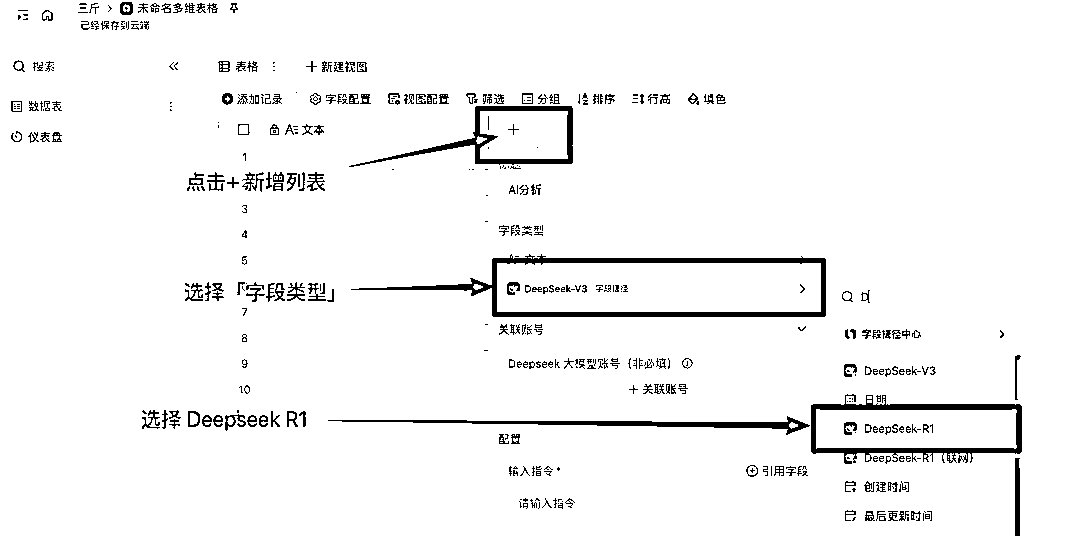 三斤 > 未命名多维表格
已经保存到云端
搜索
表格
+ 新建视图
数据表
添加记录
字段配置
视图配置
筛选
分组
排序
行高
填色
仪表盘
文本
1
点击+新增列表
AI分析
3
4
字段类型
5
文本
选择「字段类型」
DeepSeek-V3 字段捷径
7
关联账号
8
字段捷径中心
9
Deepseek 大模型账号（非必填）
DeepSeek-V3
10
+ 关联账号
日期
选择 Deepseek R1
DeepSeek-R1
配置
DeepSeek-R1（联网）
输入指令*
引用字段
创建时间
请输入指令
最后更新时间